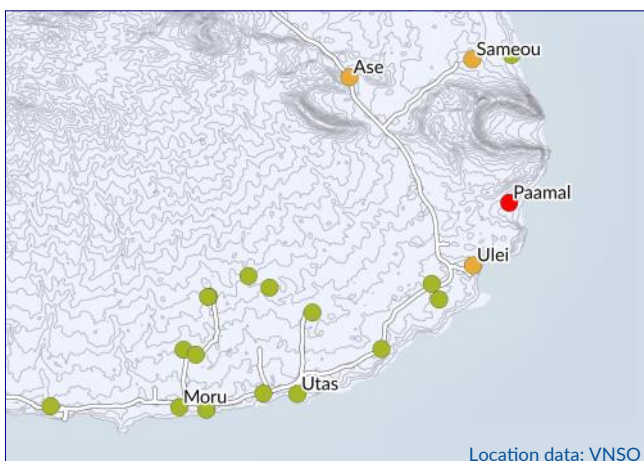 Sameou
Ase
Paamal
Ulei
Utas
Moru
Location data: VNSO